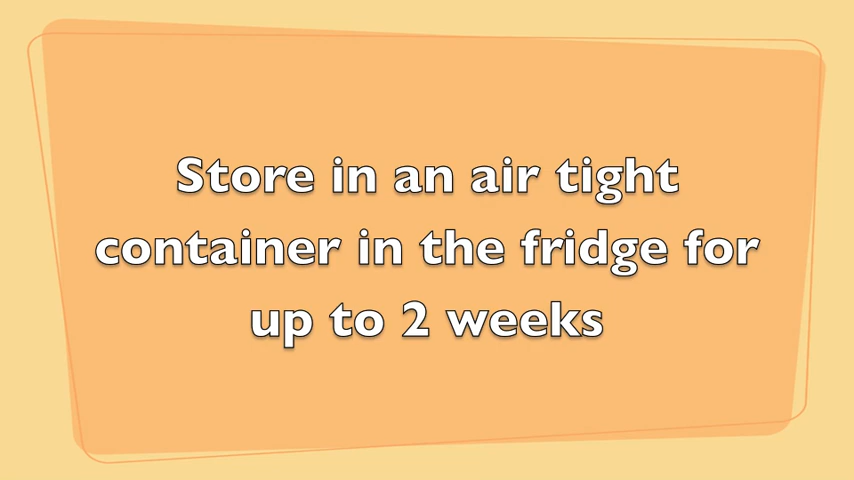 Store in an air tight
container in the fridge for
up to 2 weeks